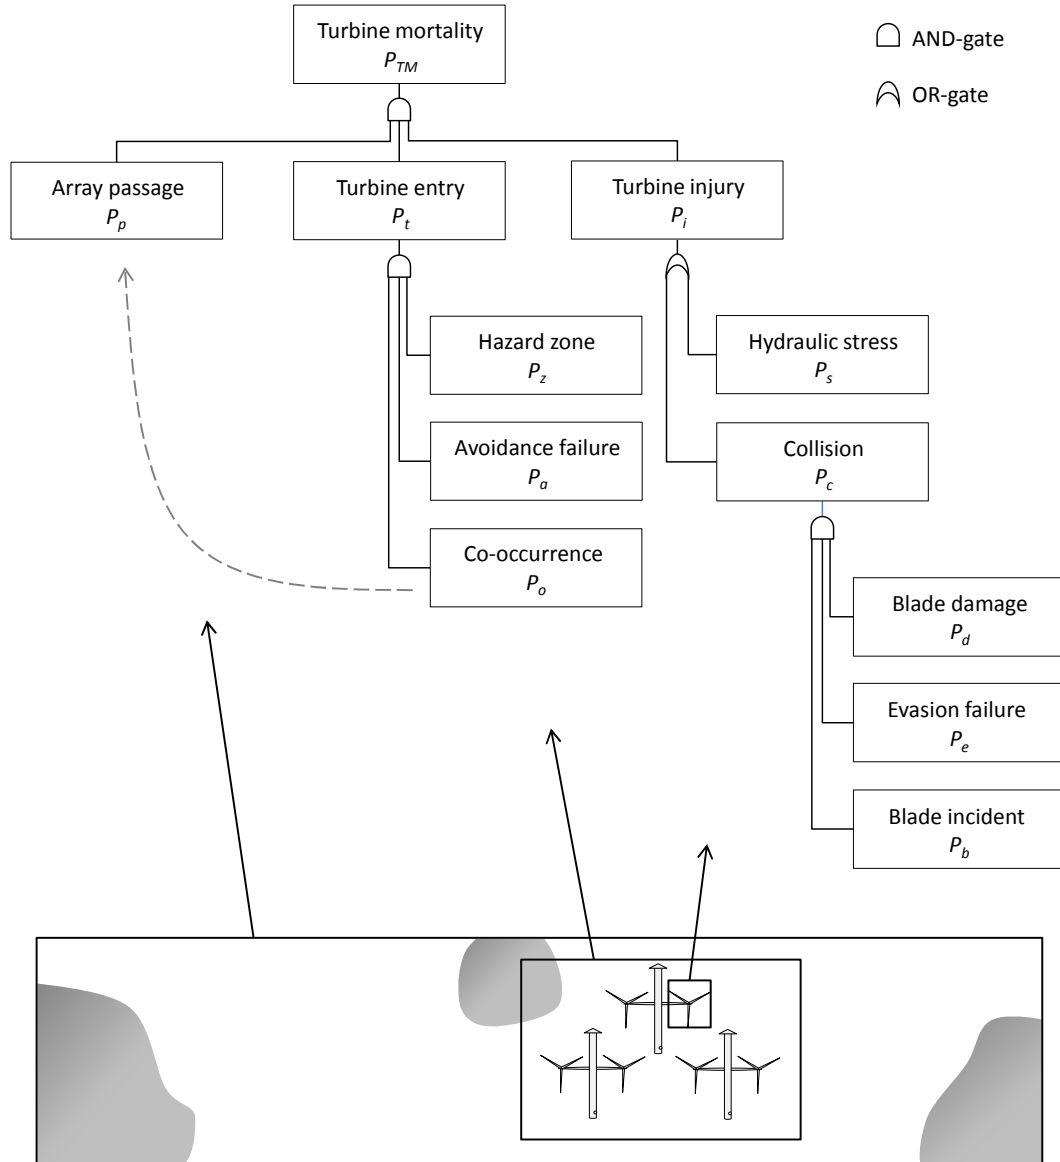 Turbine mortality
P_TM
AND-gate
OR-gate
Array passage
P_p
Turbine entry
P_t
Turbine injury
P_i
Hazard zone
P_z
Hydraulic stress
P_s
Avoidance failure
P_a
Collision
P_c
Co-occurrence
P_o
Blade damage
P_d
Evasion failure
P_e
Blade incident
P_b